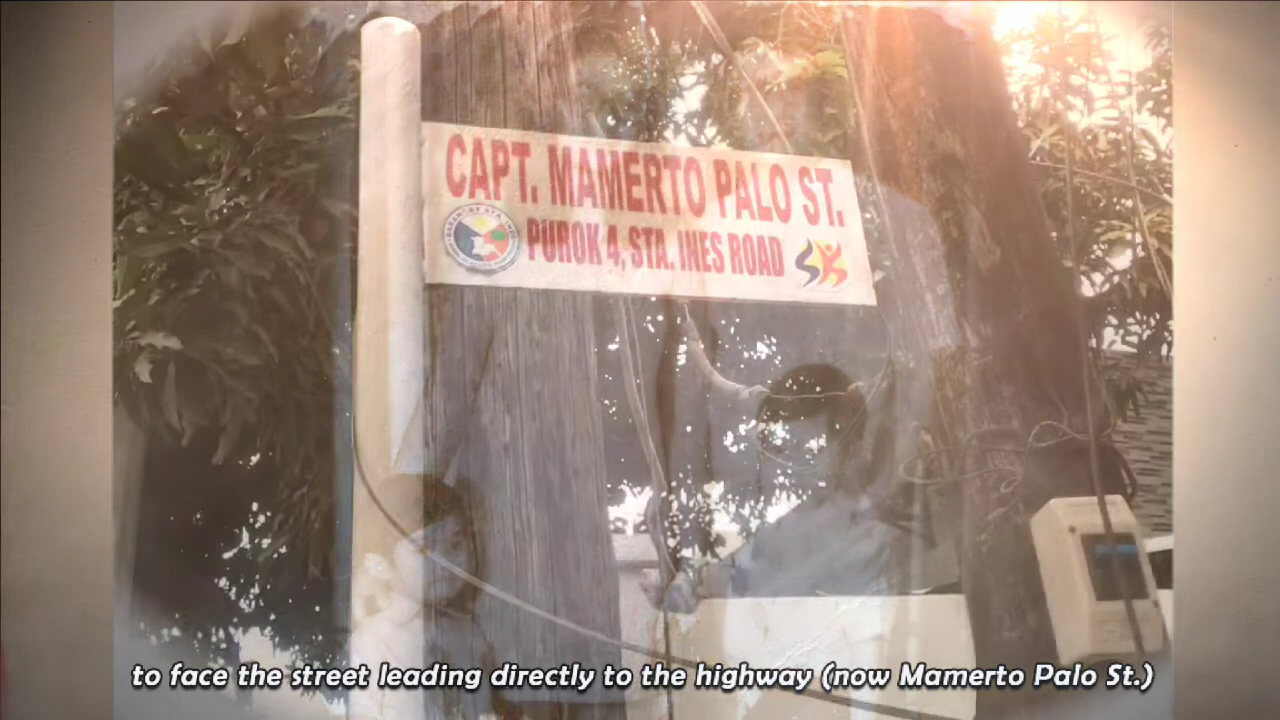 CAPT. MAMERTO PALO ST.
PUROK 4, STA. INES ROAD
SK
to face the street leading directly to the highway (now Mamerto Palo St.)